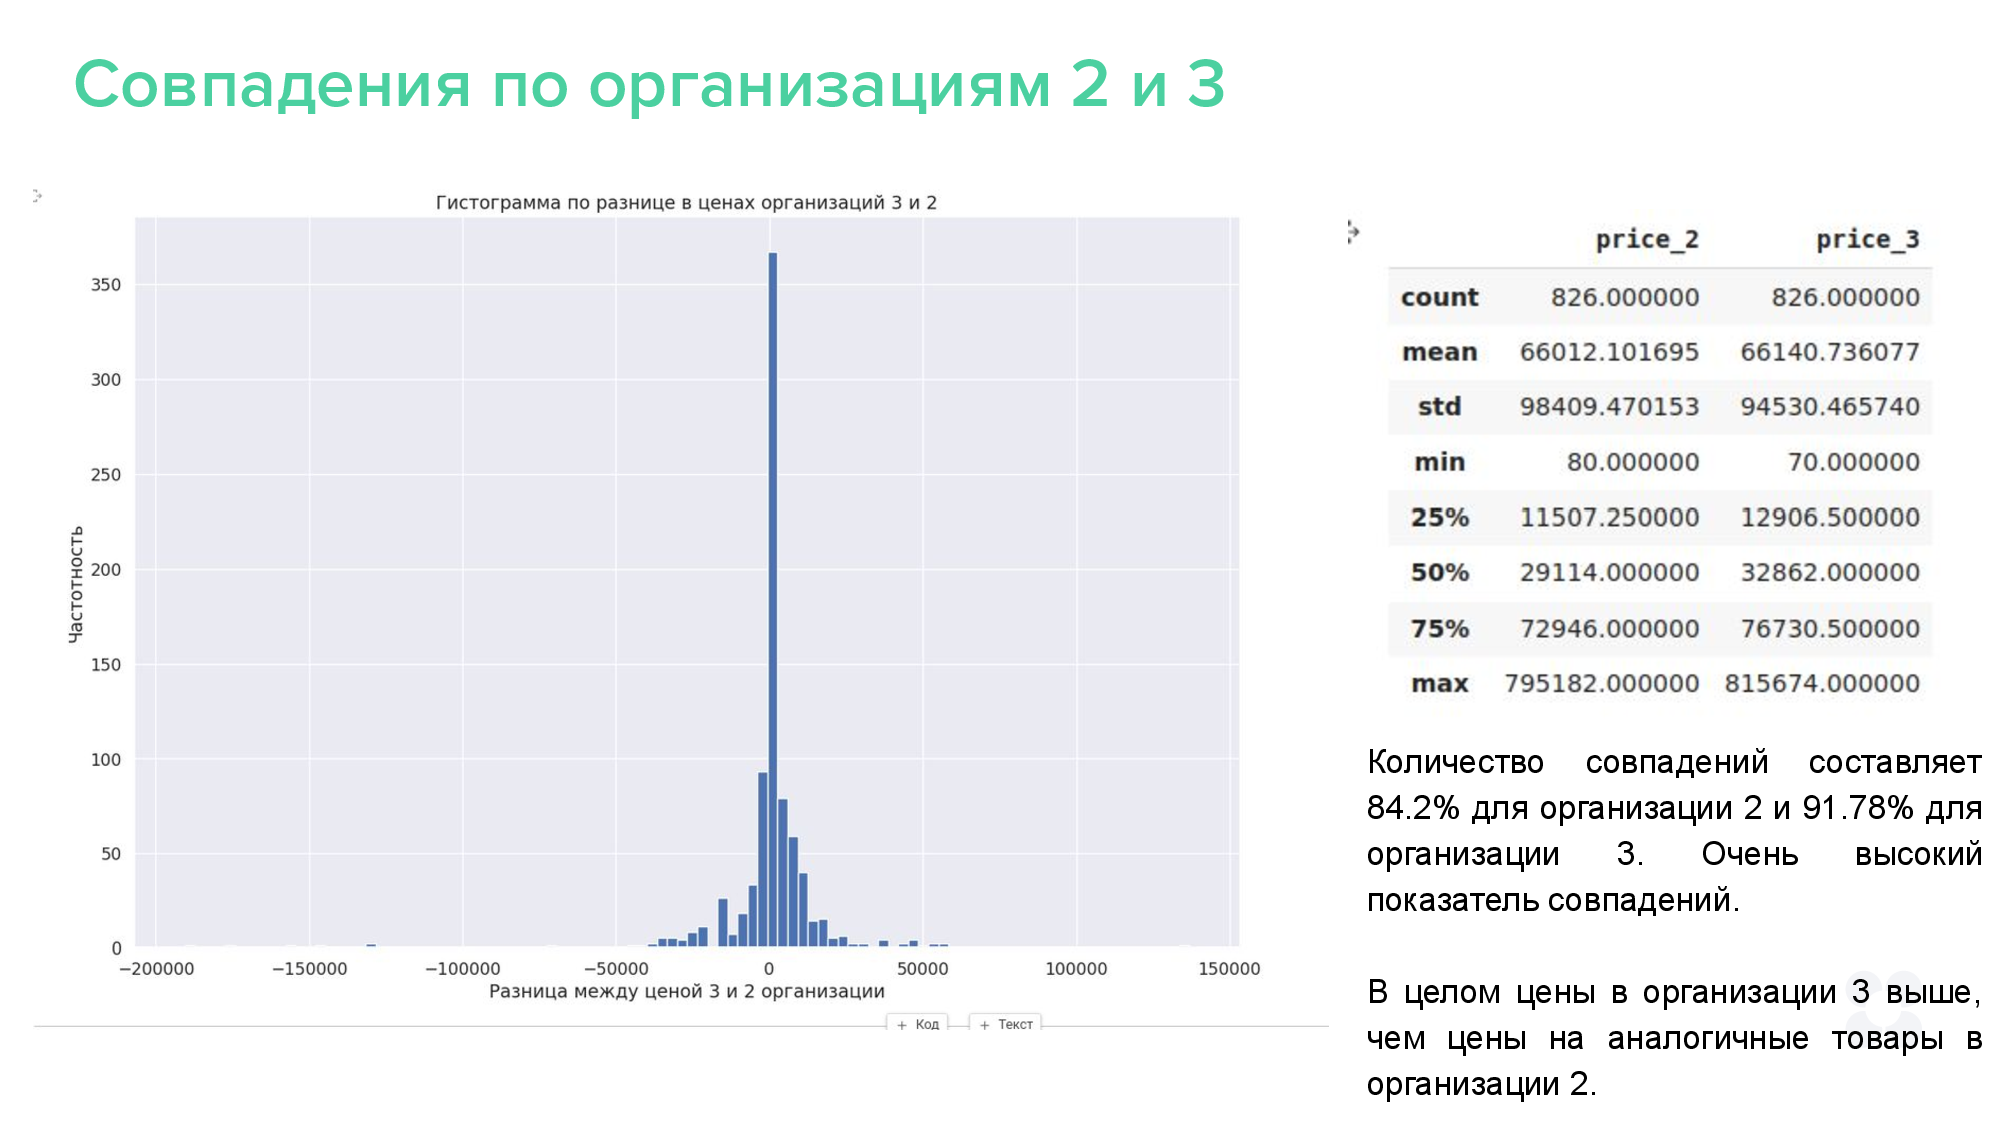 Совпадения по организациям 2 и 3
Гистограмма по разнице в ценах организаций 3 и 2
Частотность
350
300
250
200
150
100
50
0
−200000 −150000 −100000 −50000 0 50000 100000 150000
Разница между ценой 3 и 2 организации
+ Код + Текст
price_2 price_3
count 826.000000 826.000000
mean 66012.101695 66140.736077
std 98409.470153 94530.465740
min 80.000000 70.000000
25% 11507.250000 12906.500000
50% 29114.000000 32862.000000
75% 72946.000000 76730.500000
max 795182.000000 815674.000000
Количество совпадений составляет
84.2% для организации 2 и 91.78% для
организации 3. Очень высокий
показатель совпадений.
В целом цены в организации 3 выше,
чем цены на аналогичные товары в
организации 2.